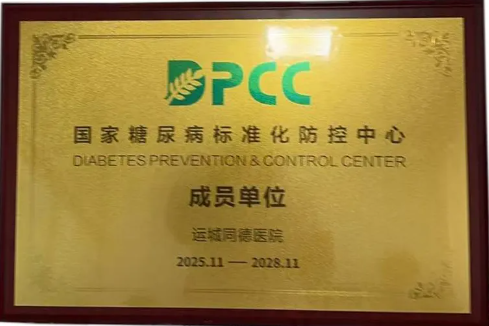 DPCC
国家糖尿病标准化防控中心
DIABETES PREVENTION & CONTROL CENTER
成员单位
运城同德医院
2025.11 — 2028.11